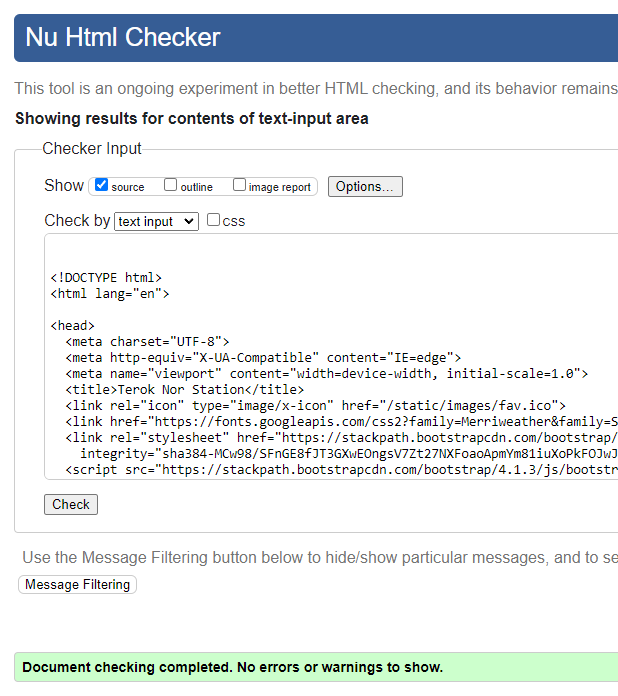 Nu Html Checker
This tool is an ongoing experiment in better HTML checking, and its behavior remains
Showing results for contents of text-input area
Checker Input
Show source outline image report Options...
Check by text input css
<!DOCTYPE html>
<html lang="en">
<head>
<meta charset="UTF-8">
<meta http-equiv="X-UA-Compatible" content="IE=edge">
<meta name="viewport" content="width=device-width, initial-scale=1.0">
<title>Terok Nor Station</title>
<link rel="icon" type="image/x-icon" href="/static/images/fav.ico">
<link href="https://fonts.googleapis.com/css2?family=Merriweather&family=S
<link rel="stylesheet" href="https://stackpath.bootstrapcdn.com/bootstrap/
integrity="sha384-MCw98/SFnGE8fJT3GXwEOngsV7Zt27NXFoaoApmYm81iuXoPkFOJwJ
<script src="https://stackpath.bootstrapcdn.com/bootstrap/4.1.3/js/bootstr
Check
Use the Message Filtering button below to hide/show particular messages, and to se
Message Filtering
Document checking completed. No errors or warnings to show.